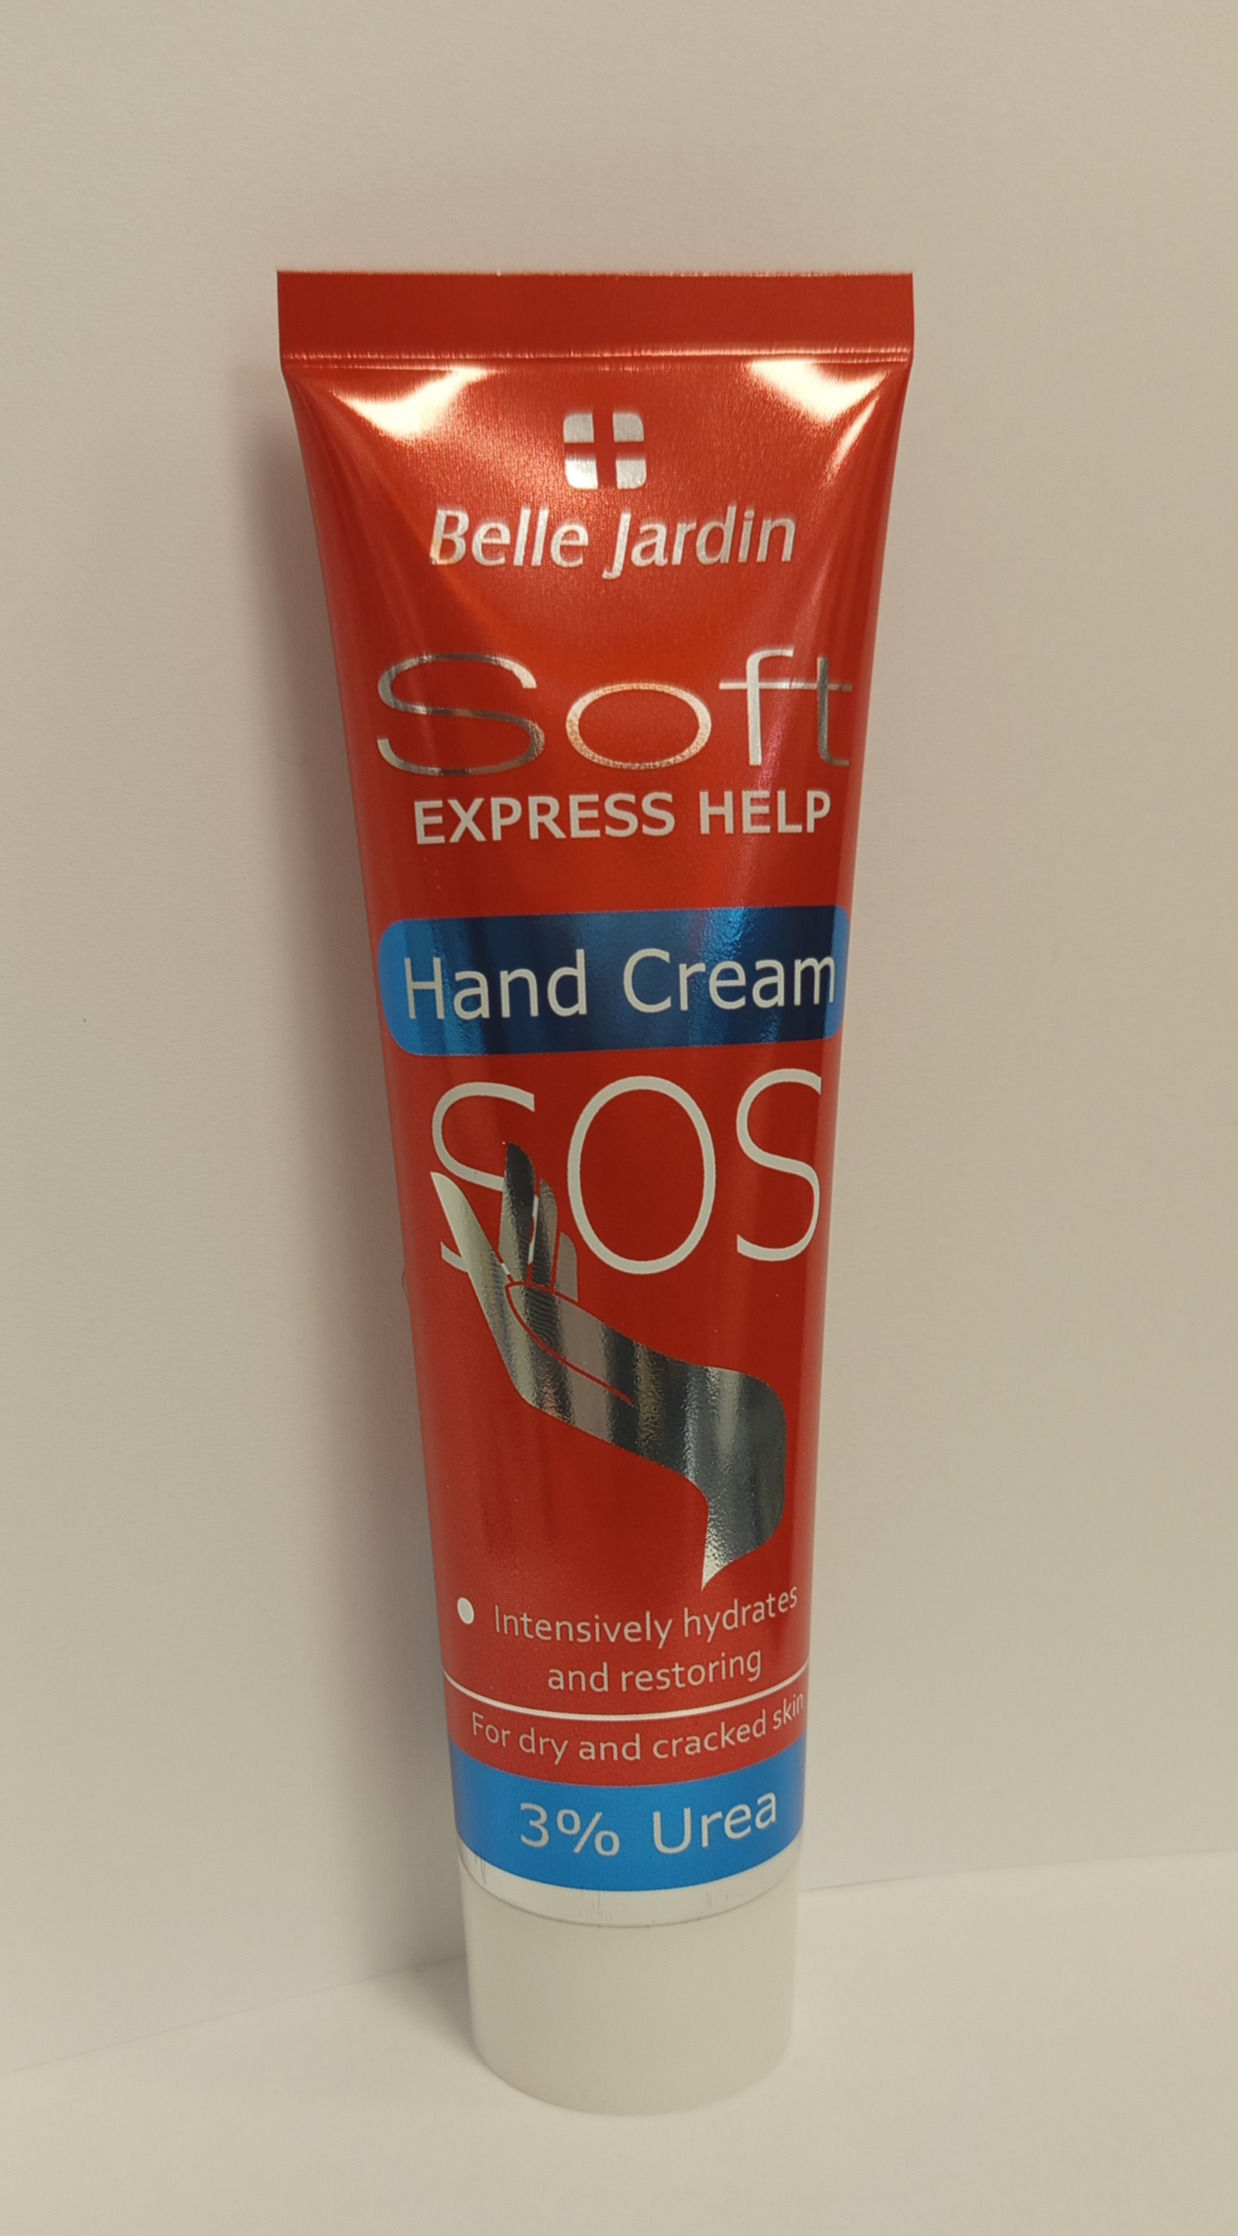 Belle Jardin
Soft
EXPRESS HELP
Hand Cream
SOS
• Intensively hydrates
and restoring
For dry and cracked skin
3% Urea